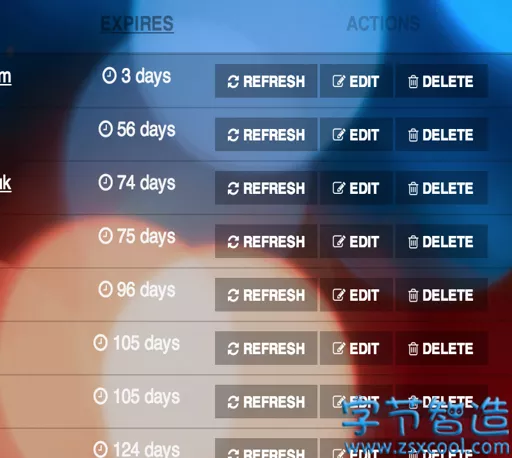 EXPIRES ACTIONS
m 3 days REFRESH EDIT DELETE
56 days REFRESH EDIT DELETE
uk 74 days REFRESH EDIT DELETE
75 days REFRESH EDIT DELETE
96 days REFRESH EDIT DELETE
105 days REFRESH EDIT DELETE
105 days REFRESH EDIT DELETE
124 days REFRESH EDIT DELETE
字节智造
www.zsxcool.com